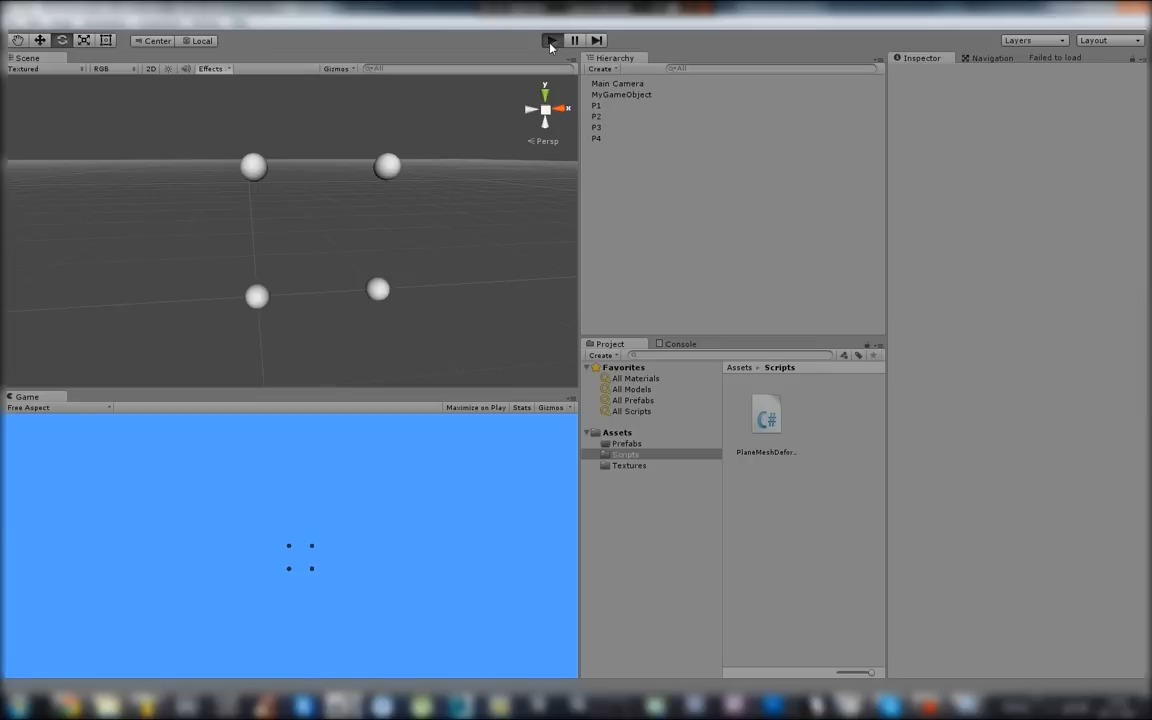 Center Local
Layers Layout
Scene
Textured RGB 2D Effects Gizmos All
y
x
Persp
Hierarchy
Create All
Main Camera
MyGameObject
P1
P2
P3
P4
Inspector Navigation Failed to load
Project Console
Create
Favorites
All Materials
All Models
All Prefabs
All Scripts
Assets
Prefabs
Scripts
Textures
Assets Scripts
C#
PlaneMeshDefor...
Game
Free Aspect Maximize on Play Stats Gizmos